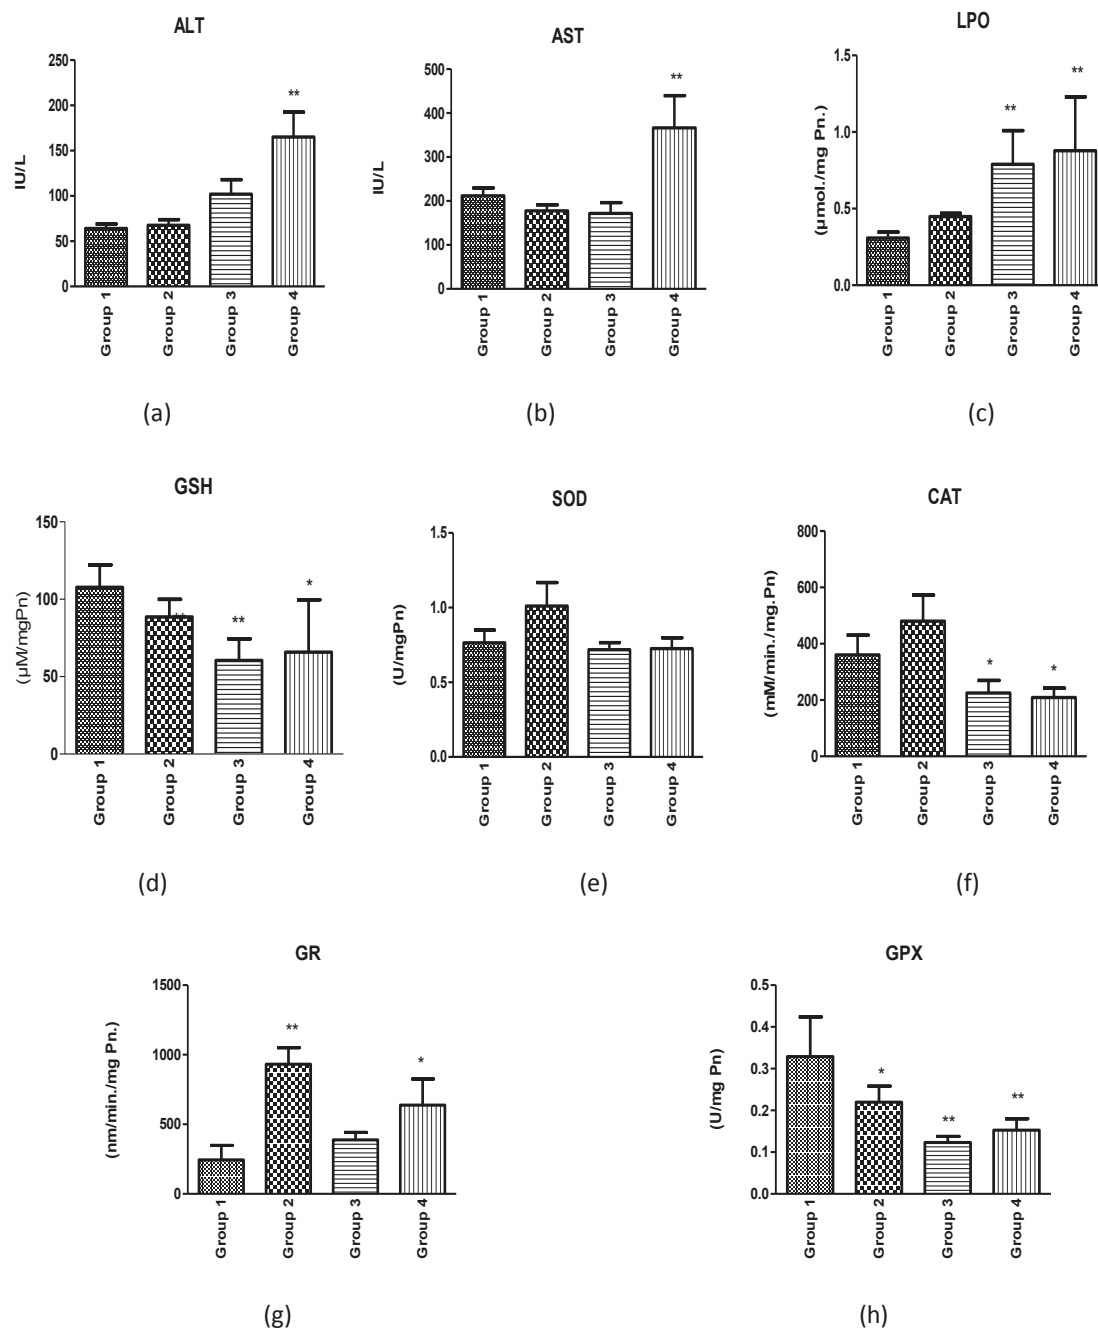 ALT
250
200
150
100
50
0
IU/L
**
Group 1
Group 2
Group 3
Group 4
(a)
AST
500
400
300
200
100
0
IU/L
**
Group 1
Group 2
Group 3
Group 4
(b)
LPO
1.5
1.0
0.5
0.0
(µmol./mg Pn.)
**
**
Group 1
Group 2
Group 3
Group 4
(c)
GSH
150
100
50
0
(µM/mgPn)
**
**
*
Group 1
Group 2
Group 3
Group 4
(d)
SOD
1.5
1.0
0.5
0.0
(U/mgPn)
Group 1
Group 2
Group 3
Group 4
(e)
CAT
800
600
400
200
0
(mM/min./mg.Pn)
*
*
Group 1
Group 2
Group 3
Group 4
(f)
GR
1500
1000
500
0
(nm/min./mg Pn.)
**
*
Group 1
Group 2
Group 3
Group 4
(g)
GPX
0.5
0.4
0.3
0.2
0.1
0.0
(U/mg Pn)
*
**
**
Group 1
Group 2
Group 3
Group 4
(h)